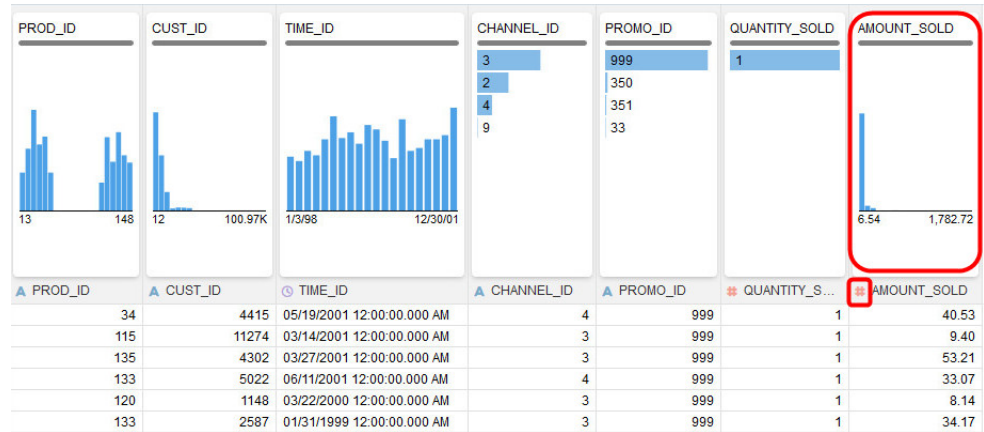 PROD_ID CUST_ID TIME_ID CHANNEL_ID PROMO_ID QUANTITY_SOLD AMOUNT_SOLD
3 999 1
2 350
4 351
9 33
13 148 12 100.97K 1/3/98 12/30/01 6.54 1,782.72
A PROD_ID A CUST_ID TIME_ID A CHANNEL_ID A PROMO_ID # QUANTITY_S... # AMOUNT_SOLD
34 4415 05/19/2001 12:00:00.000 AM 4 999 1 40.53
115 11274 03/14/2001 12:00:00.000 AM 3 999 1 9.40
135 4302 03/27/2001 12:00:00.000 AM 3 999 1 53.21
133 5022 06/11/2001 12:00:00.000 AM 4 999 1 33.07
120 1148 03/22/2000 12:00:00.000 AM 3 999 1 8.14
133 2587 01/31/1999 12:00:00.000 AM 3 999 1 34.17